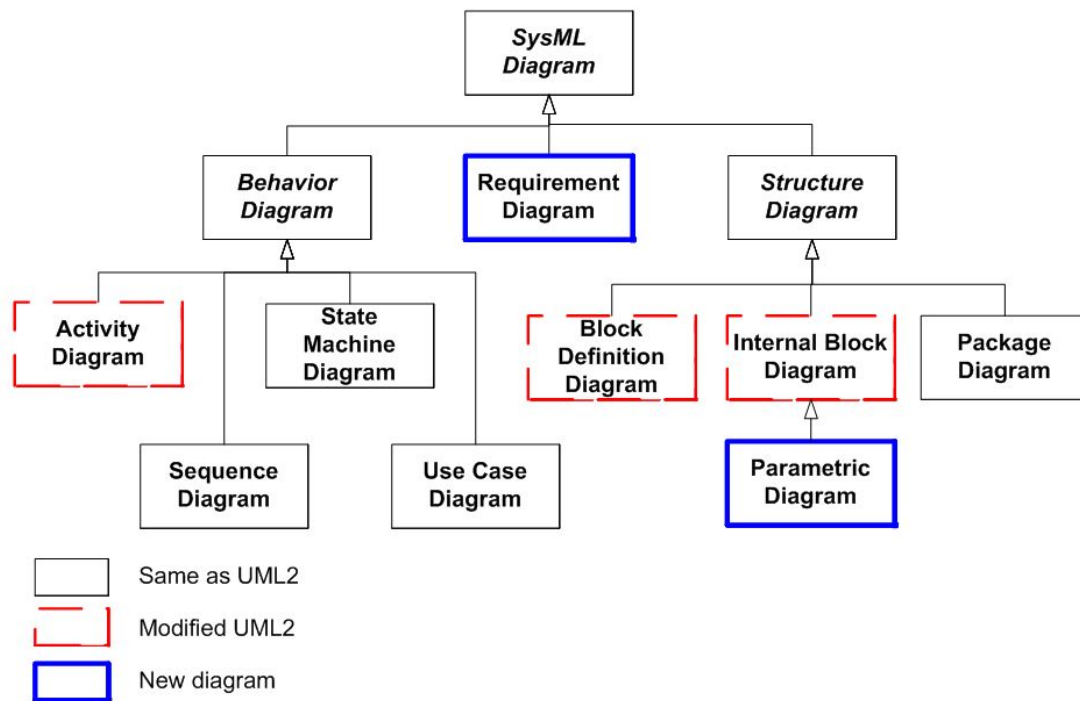 SysML
Diagram
Behavior
Diagram
Requirement
Diagram
Structure
Diagram
Activity
Diagram
State
Machine
Diagram
Block
Definition
Diagram
Internal Block
Diagram
Package
Diagram
Sequence
Diagram
Use Case
Diagram
Parametric
Diagram
Same as UML2
Modified UML2
New diagram